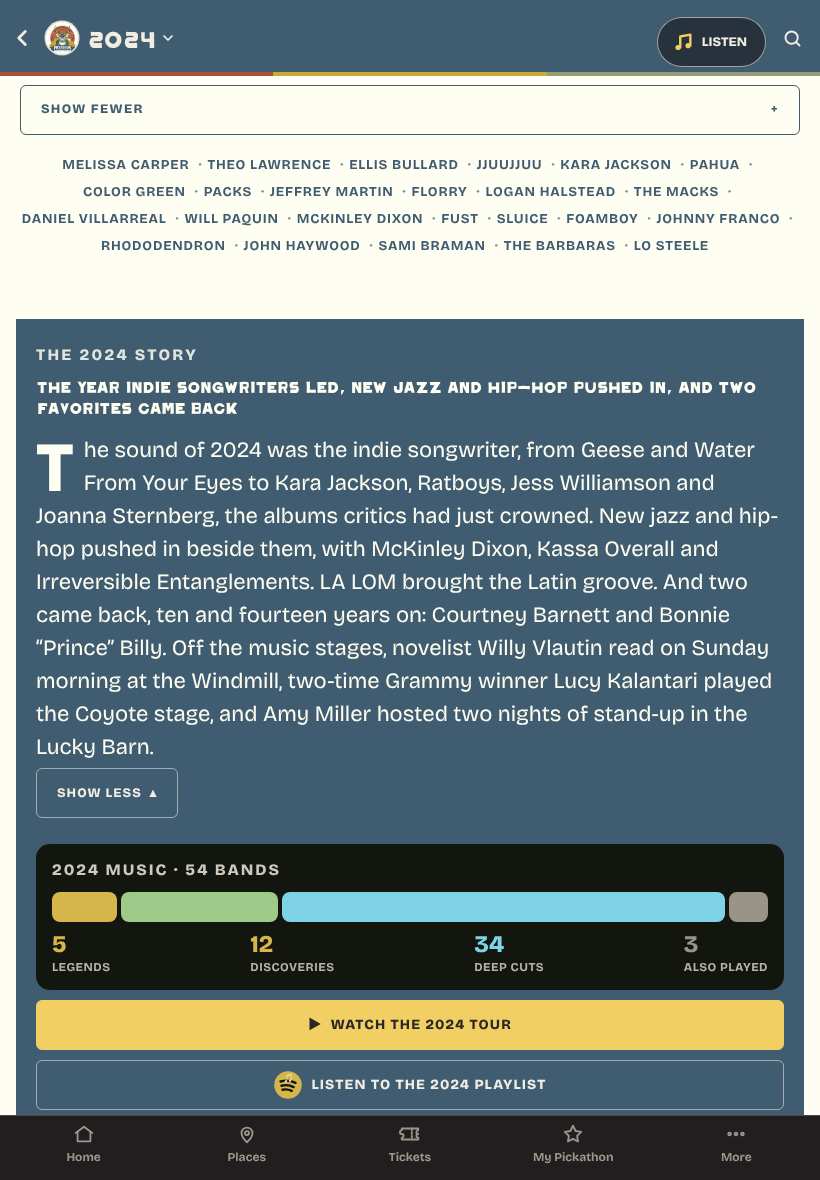 2024
LISTEN
SHOW FEWER +
MELISSA CARPER · THEO LAWRENCE · ELLIS BULLARD · JJUUJJUU · KARA JACKSON · PAHUA ·
COLOR GREEN · PACKS · JEFFREY MARTIN · FLORRY · LOGAN HALSTEAD · THE MACKS ·
DANIEL VILLARREAL · WILL PAQUIN · MCKINLEY DIXON · FUST · SLUICE · FOAMBOY · JOHNNY FRANCO ·
RHODODENDRON · JOHN HAYWOOD · SAMI BRAMAN · THE BARBARAS · LO STEELE
THE 2024 STORY
THE YEAR INDIE SONGWRITERS LED, NEW JAZZ AND HIP-HOP PUSHED IN, AND TWO
FAVORITES CAME BACK
The sound of 2024 was the indie songwriter, from Geese and Water
From Your Eyes to Kara Jackson, Ratboys, Jess Williamson and
Joanna Sternberg, the albums critics had just crowned. New jazz and hip-
hop pushed in beside them, with McKinley Dixon, Kassa Overall and
Irreversible Entanglements. LA LOM brought the Latin groove. And two
came back, ten and fourteen years on: Courtney Barnett and Bonnie
“Prince” Billy. Off the music stages, novelist Willy Vlautin read on Sunday
morning at the Windmill, two-time Grammy winner Lucy Kalantari played
the Coyote stage, and Amy Miller hosted two nights of stand-up in the
Lucky Barn.
SHOW LESS ▲
2024 MUSIC · 54 BANDS
5 12 34 3
LEGENDS DISCOVERIES DEEP CUTS ALSO PLAYED
▶ WATCH THE 2024 TOUR
LISTEN TO THE 2024 PLAYLIST
Home Places Tickets My Pickathon More